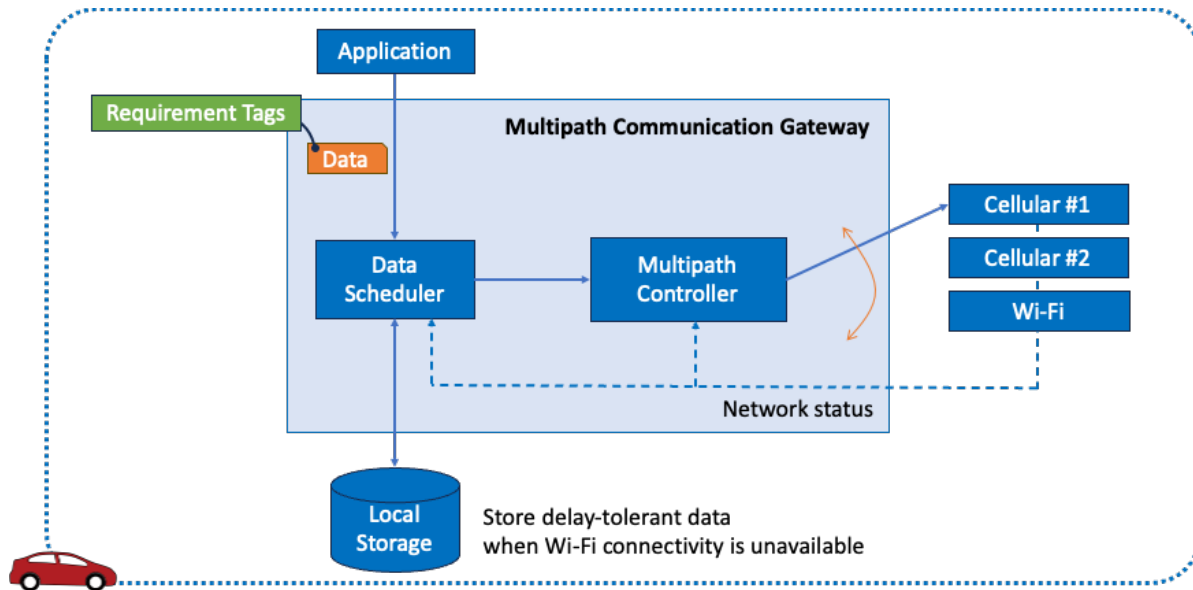 Application
Requirement Tags
Multipath Communication Gateway
Data
Cellular #1
Data
Scheduler
Multipath
Controller
Cellular #2
Wi-Fi
Network status
Local
Storage
Store delay-tolerant data
when Wi-Fi connectivity is unavailable